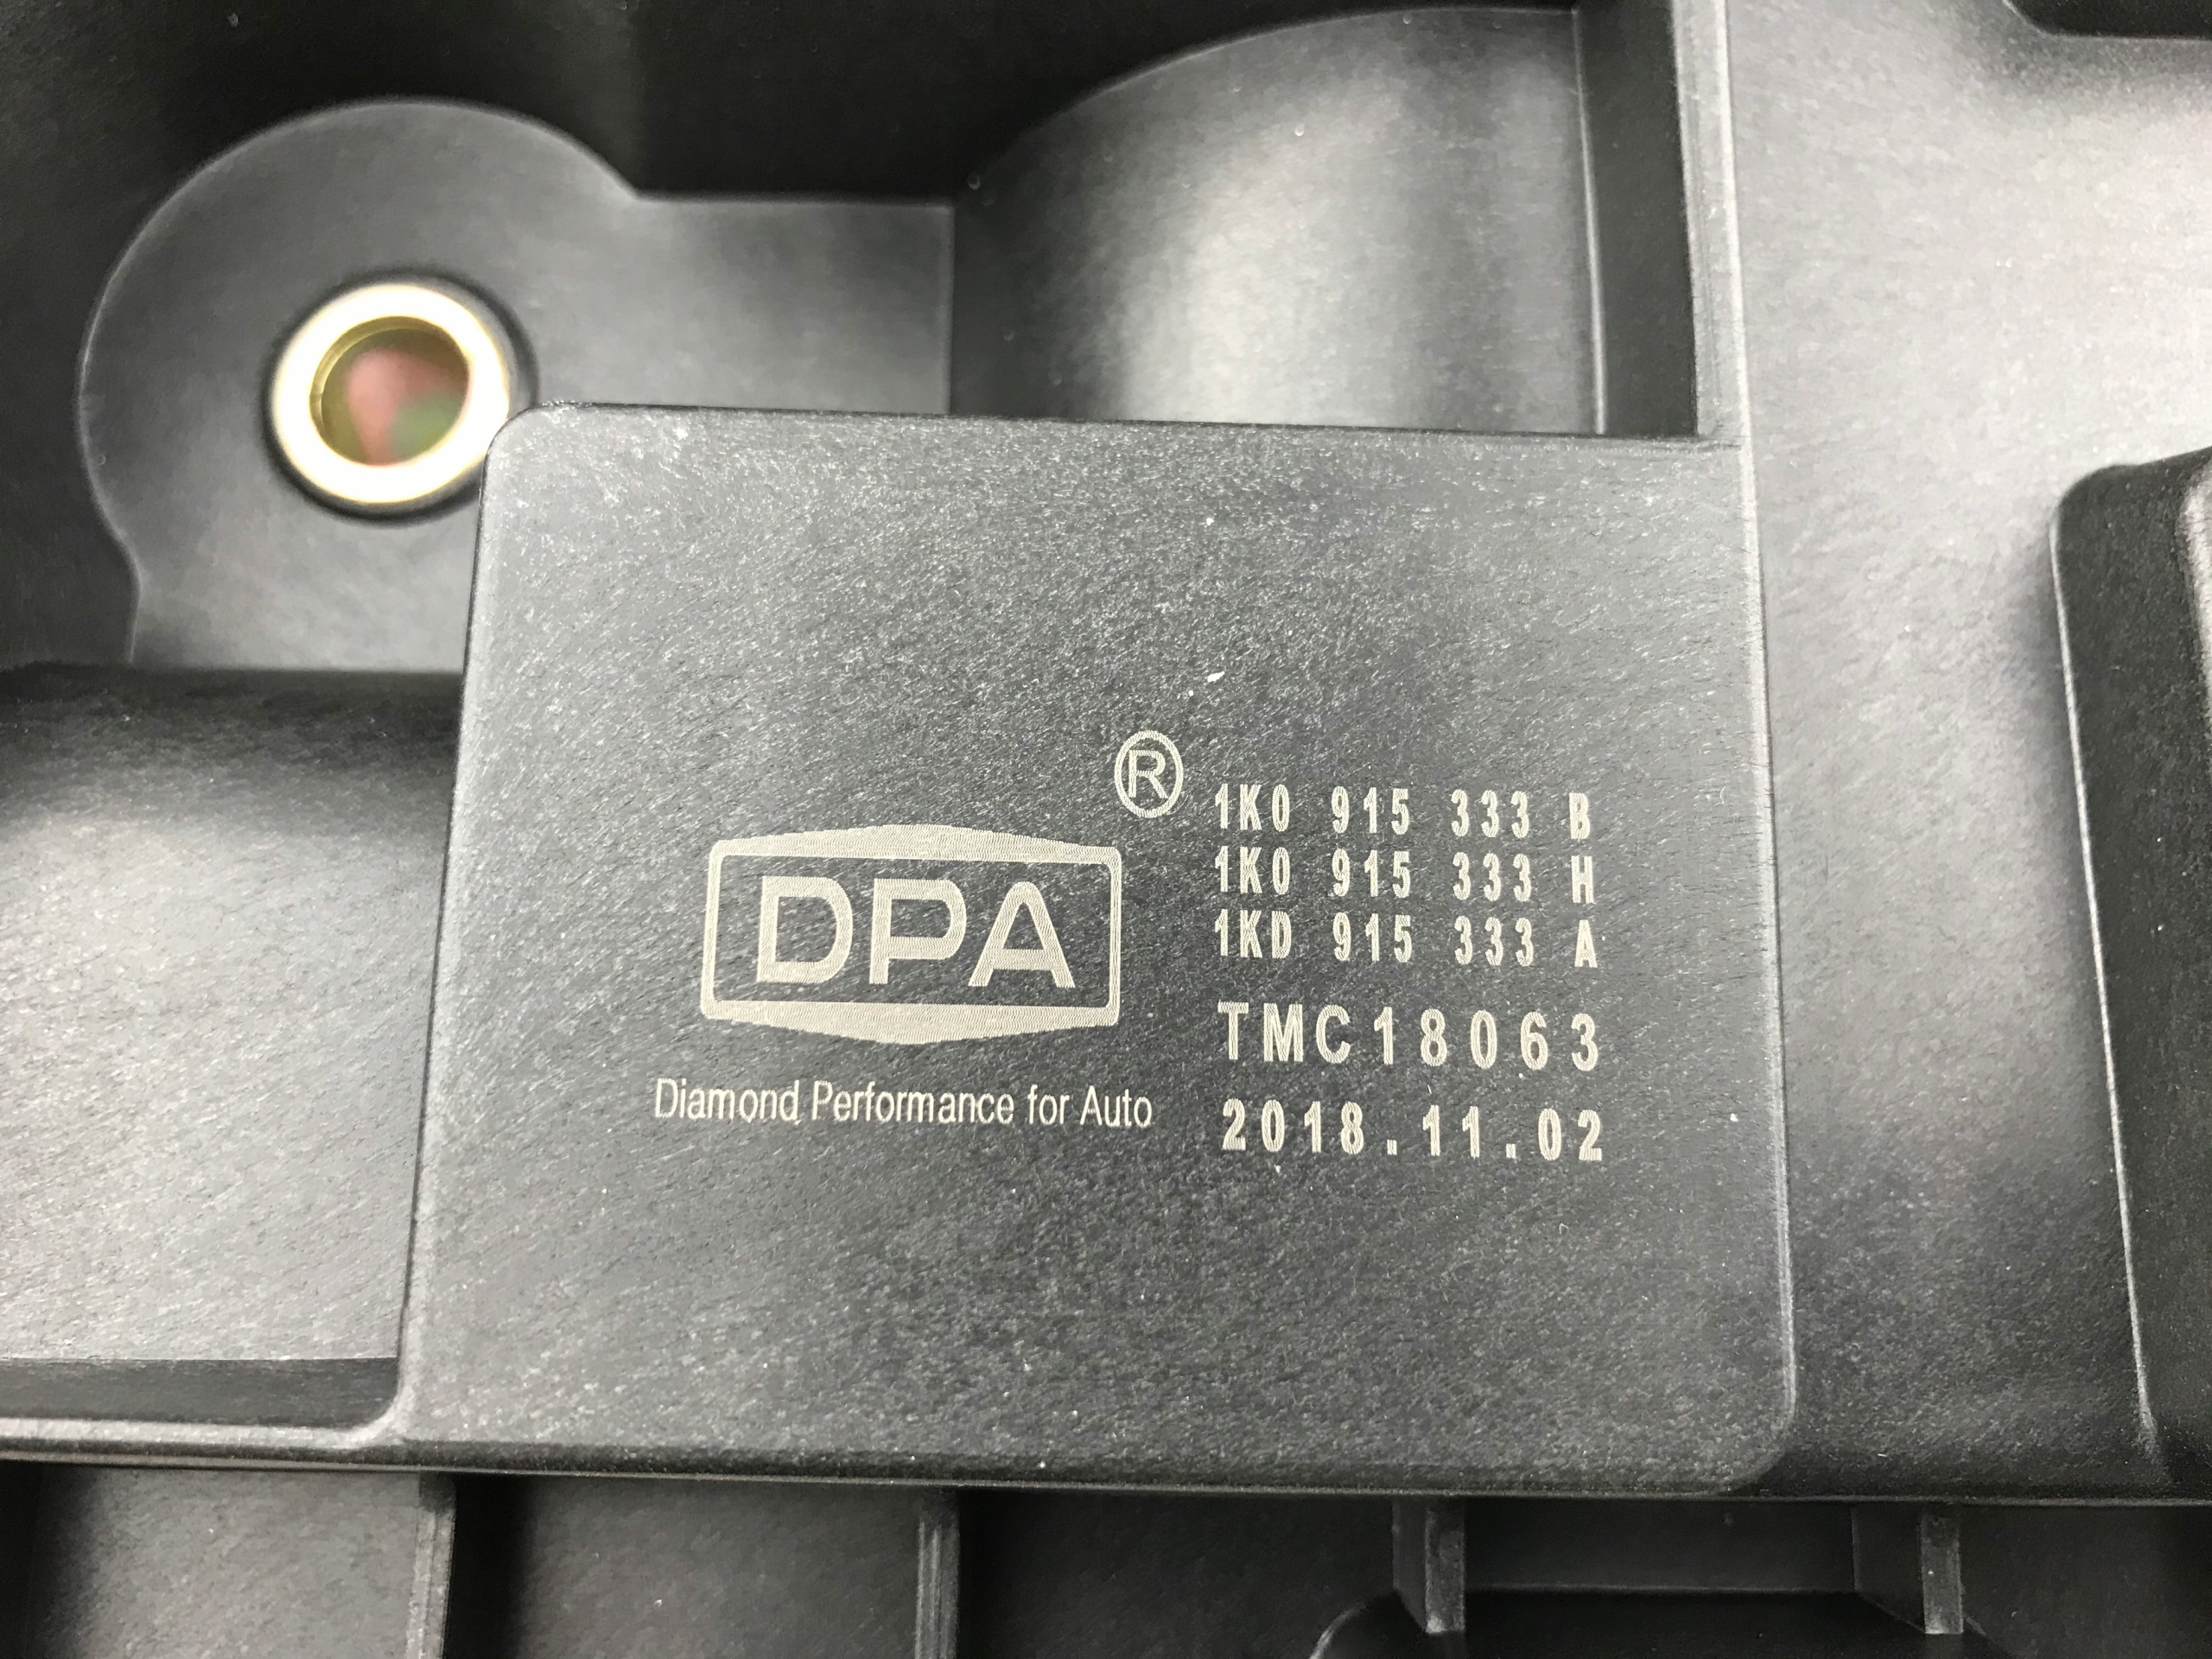 ®
DPA
Diamond Performance for Auto
1K0 915 333 B
1K0 915 333 H
1KD 915 333 A
TMC18063
2018.11.02